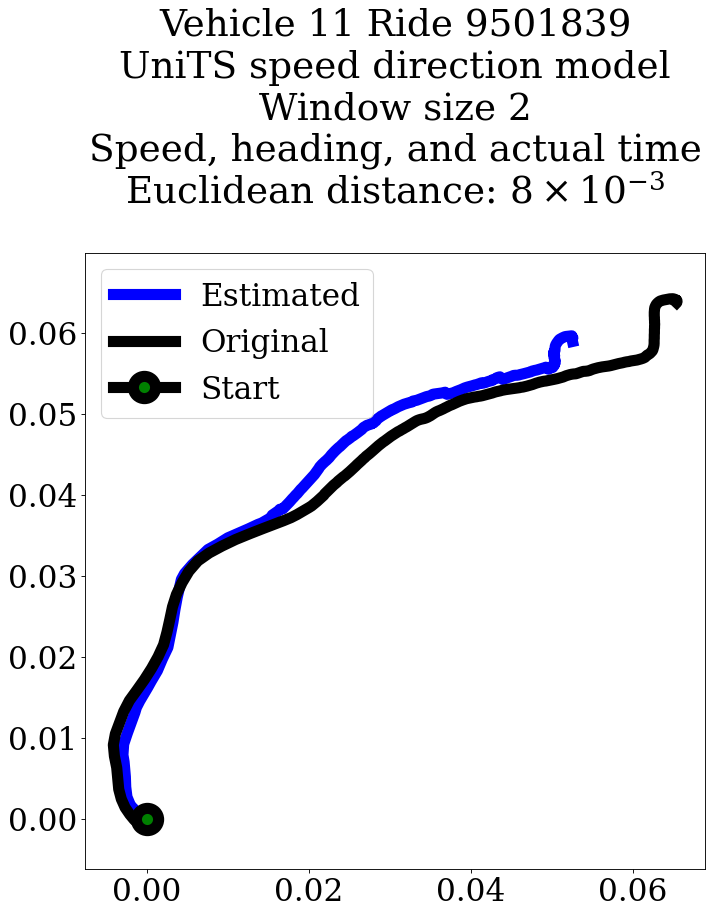 Vehicle 11 Ride 9501839
UniTS speed direction model
Window size 2
Speed, heading, and actual time
Euclidean distance: 8 × 10⁻³
Estimated
Original
Start
0.06
0.05
0.04
0.03
0.02
0.01
0.00
0.00 0.02 0.04 0.06